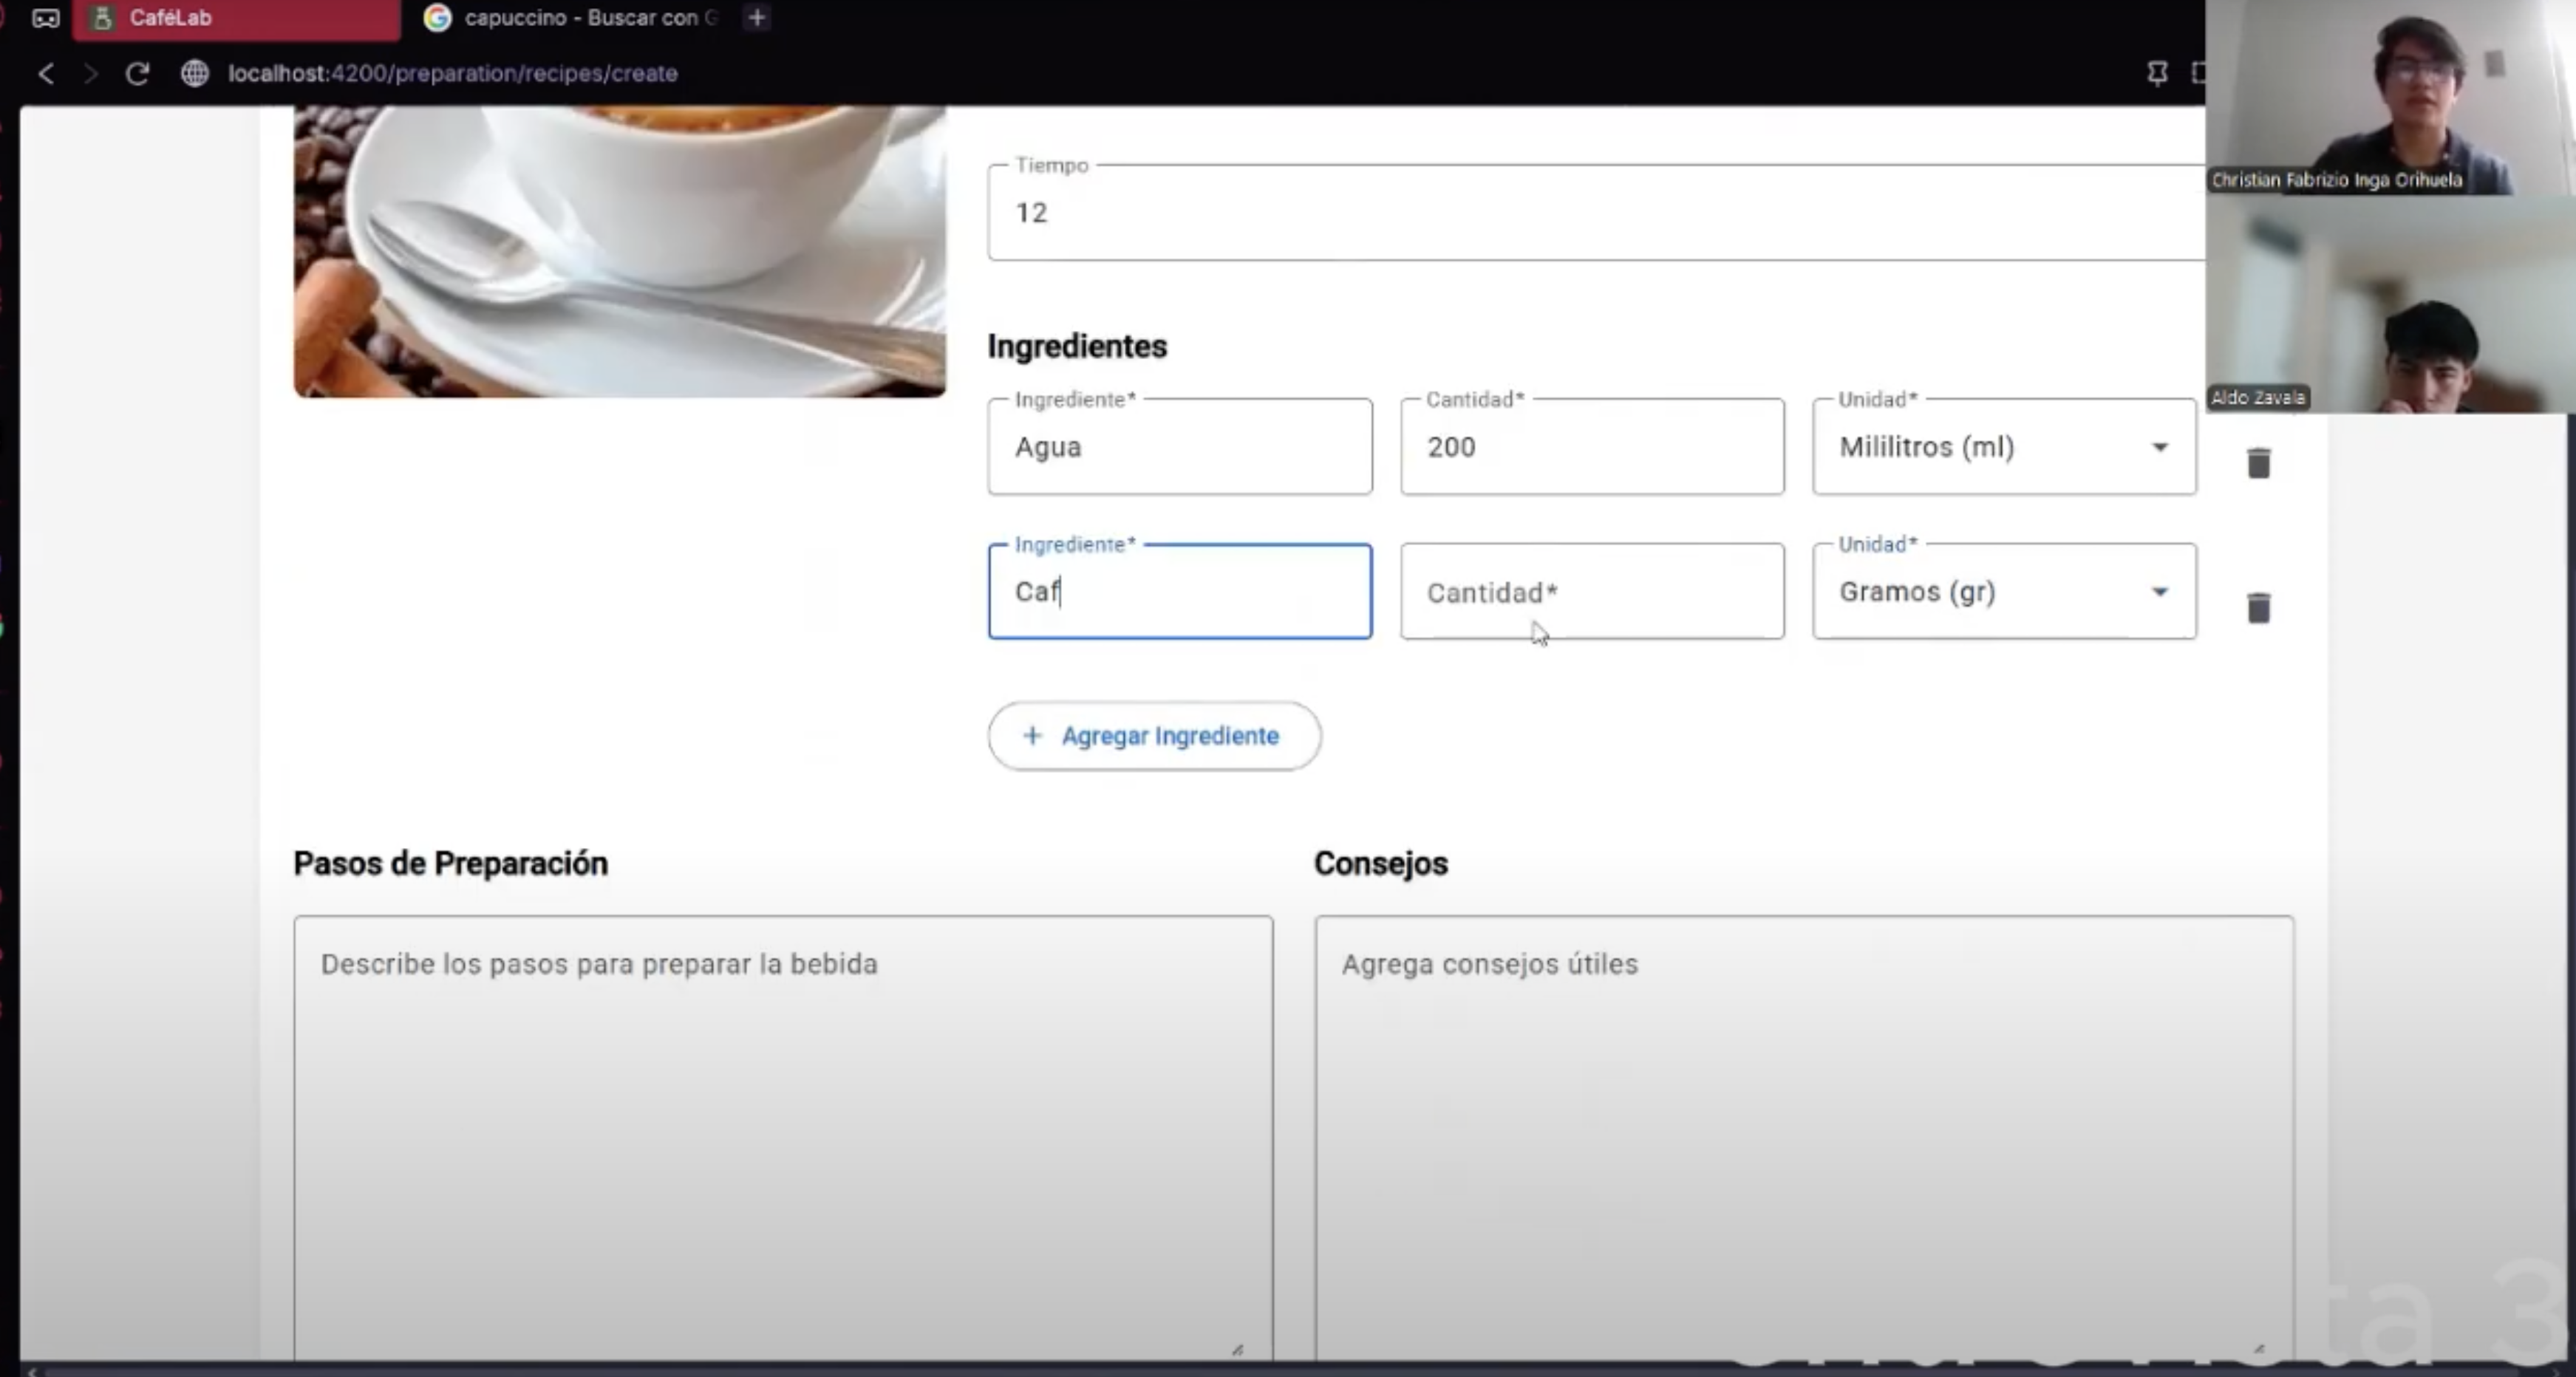 CaféLab
capuccino - Buscar con G
localhost:4200/preparation/recipes/create
Christian Fabrizio Inga Orihuela
Aldo Zavala
Tiempo
12
Ingredientes
Ingrediente* Cantidad* Unidad*
Agua 200 Mililitros (ml)
Ingrediente* Unidad*
Caf Cantidad* Gramos (gr)
+ Agregar Ingrediente
Pasos de Preparación Consejos
Describe los pasos para preparar la bebida Agrega consejos útiles